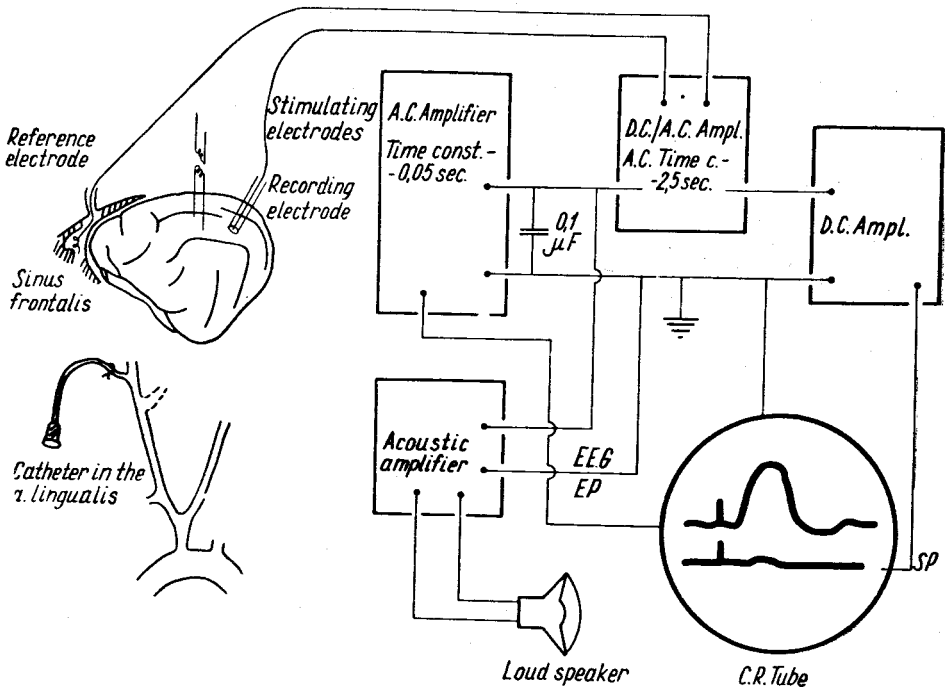 Reference
electrode
Stimulating
electrodes
Recording
electrode
Sinus
frontalis
A.C. Amplifier
Time const.-
-0,05 sec.
D.C./A.C. Ampl.
A.C. Time c.-
-2,5 sec.
D.C. Ampl.
0,1
μF
Catheter in the
a. lingualis
Acoustic
amplifier
EEG
EP
SP
Loud speaker
C.R. Tube